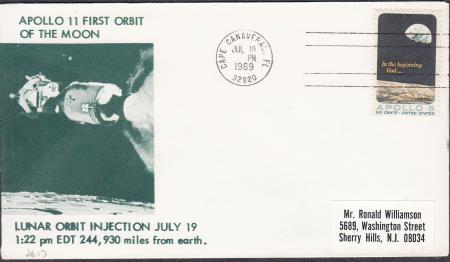 APOLLO 11 FIRST ORBIT
OF THE MOON
CAPE CANAVERAL, FL
JUL 19
PM
1969
32920
In the beginning
God...
APOLLO 8
SIX CENTS · UNITED STATES
LUNAR ORBIT INJECTION JULY 19
1:22 pm EDT 244,930 miles from earth.
Mr. Ronald Williamson
5689, Washington Street
Sherry Hills, N.J. 08034